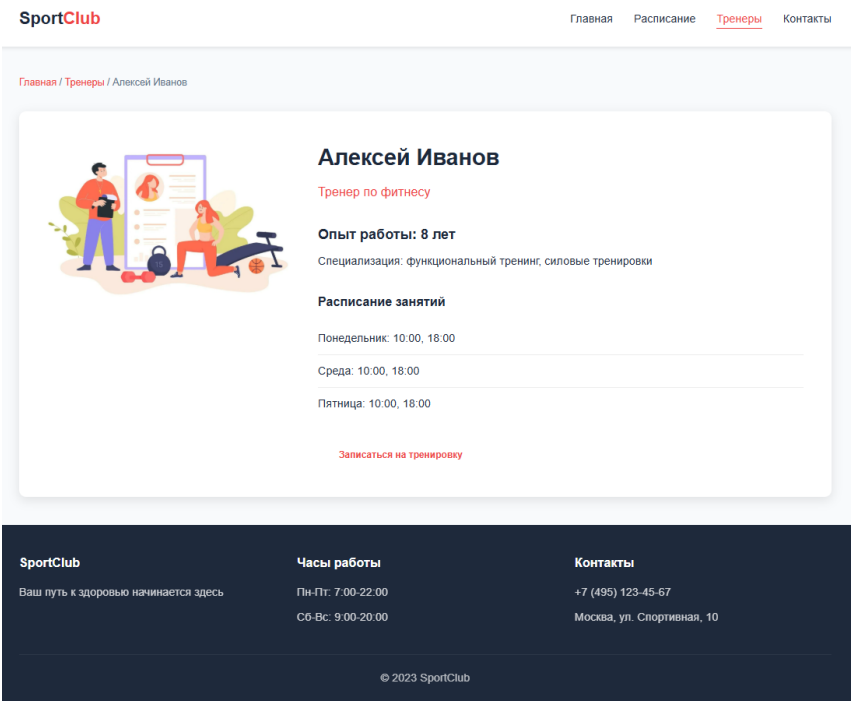 SportClub
Главная Расписание Тренеры Контакты
Главная / Тренеры / Алексей Иванов
Алексей Иванов
Тренер по фитнесу
Опыт работы: 8 лет
Специализация: функциональный тренинг, силовые тренировки
Расписание занятий
Понедельник: 10:00, 18:00
Среда: 10:00, 18:00
Пятница: 10:00, 18:00
Записаться на тренировку
SportClub
Ваш путь к здоровью начинается здесь
Часы работы
Пн-Пт: 7:00-22:00
Сб-Вс: 9:00-20:00
Контакты
+7 (495) 123-45-67
Москва, ул. Спортивная, 10
© 2023 SportClub